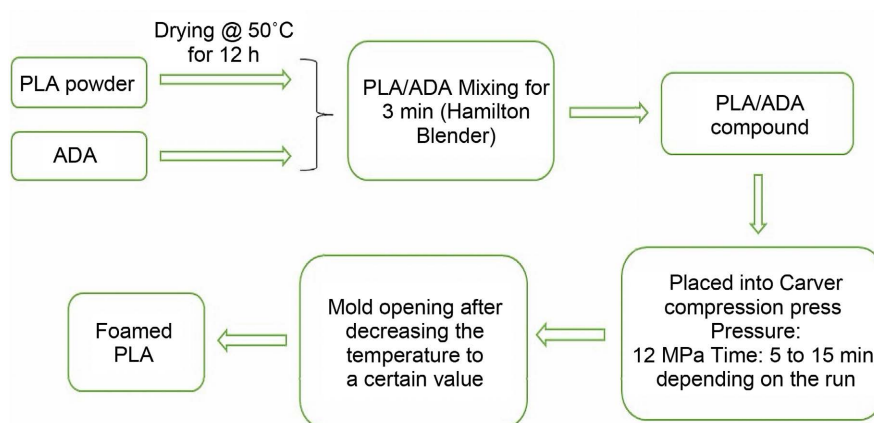 Drying @ 50˚C
for 12 h
PLA powder
ADA
PLA/ADA Mixing for
3 min (Hamilton
Blender)
PLA/ADA
compound
Placed into Carver
compression press
Pressure:
12 MPa Time: 5 to 15 min
depending on the run
Mold opening after
decreasing the
temperature to
a certain value
Foamed
PLA